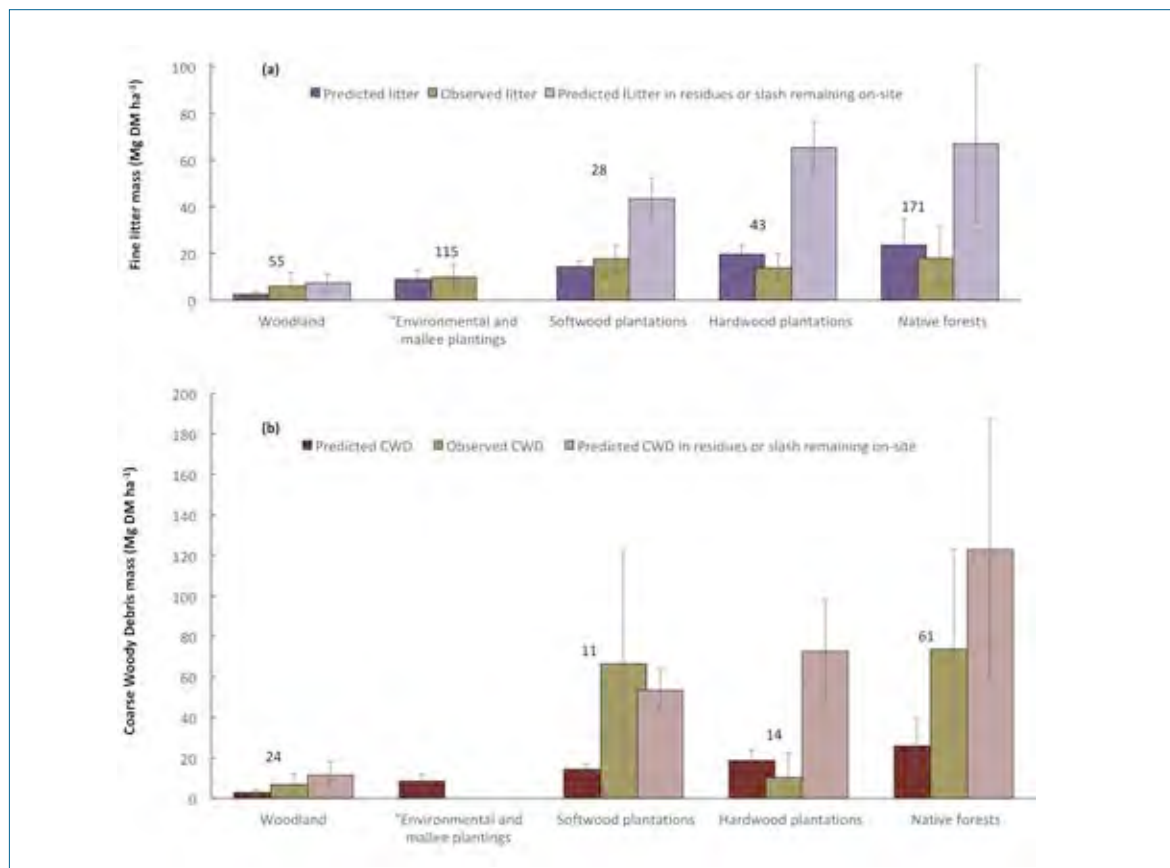 (a)
Predicted litter Observed litter Predicted lLitter in residues or slash remaining on-site
Fine litter mass (Mg DM ha⁻¹)
100
80
60
40
20
0
55
115
28
43
171
Woodland
"Environmental and
mallee plantings
Softwood plantations
Hardwood plantations
Native forests
(b)
Predicted CWD Observed CWD Predicted CWD in residues or slash remaining on-site
Coarse Woody Debris mass (Mg DM ha⁻¹)
200
180
160
140
120
100
80
60
40
20
0
24
11
14
61
Woodland
"Environmental and
mallee plantings
Softwood plantations
Hardwood plantations
Native forests